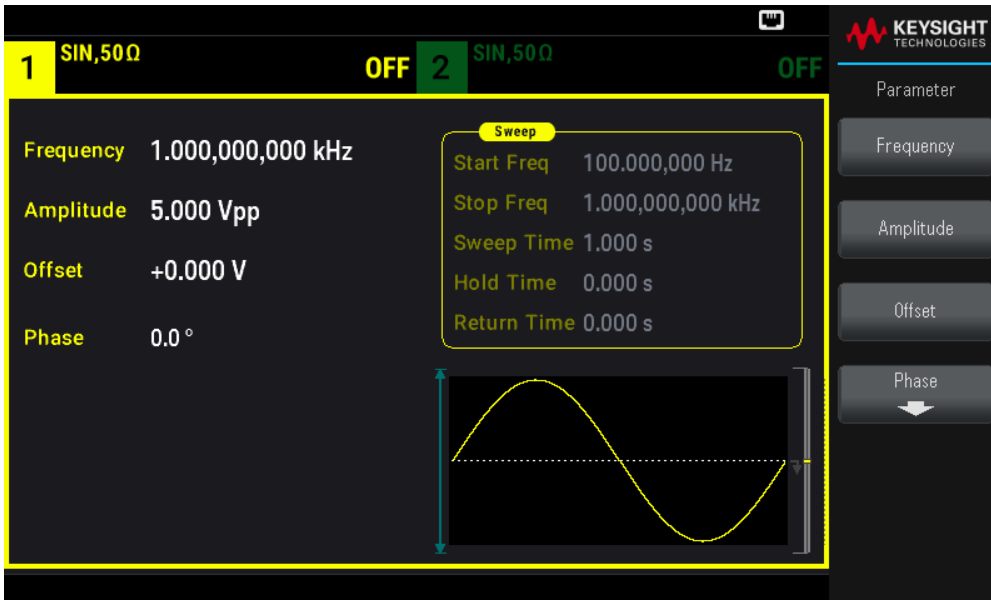 KEYSIGHT
TECHNOLOGIES
1 SIN,50Ω OFF
2 SIN,50Ω OFF
Parameter
Frequency 1.000,000,000 kHz
Amplitude 5.000 Vpp
Offset +0.000 V
Phase 0.0 °
Sweep
Start Freq 100.000,000 Hz
Stop Freq 1.000,000,000 kHz
Sweep Time 1.000 s
Hold Time 0.000 s
Return Time 0.000 s
Frequency
Amplitude
Offset
Phase